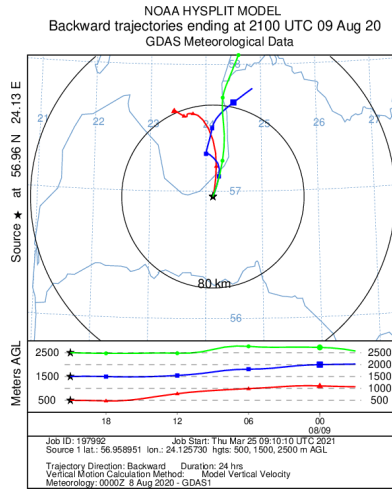 NOAA HYSPLIT MODEL
Backward trajectories ending at 2100 UTC 09 Aug 20
GDAS Meteorological Data
Source ★ at 56.96 N 24.13 E
21
22
23
25
26
27
57
80 km
56
Meters AGL
2500
1500
500
2500
2000
1500
1000
500
18
12
06
00
08/09
Job ID: 197992 Job Start: Thu Mar 25 09:10:10 UTC 2021
Source 1 lat.: 56.958951 lon.: 24.125730 hgts: 500, 1500, 2500 m AGL
Trajectory Direction: Backward Duration: 24 hrs
Vertical Motion Calculation Method: Model Vertical Velocity
Meteorology: 0000Z 8 Aug 2020 - GDAS1